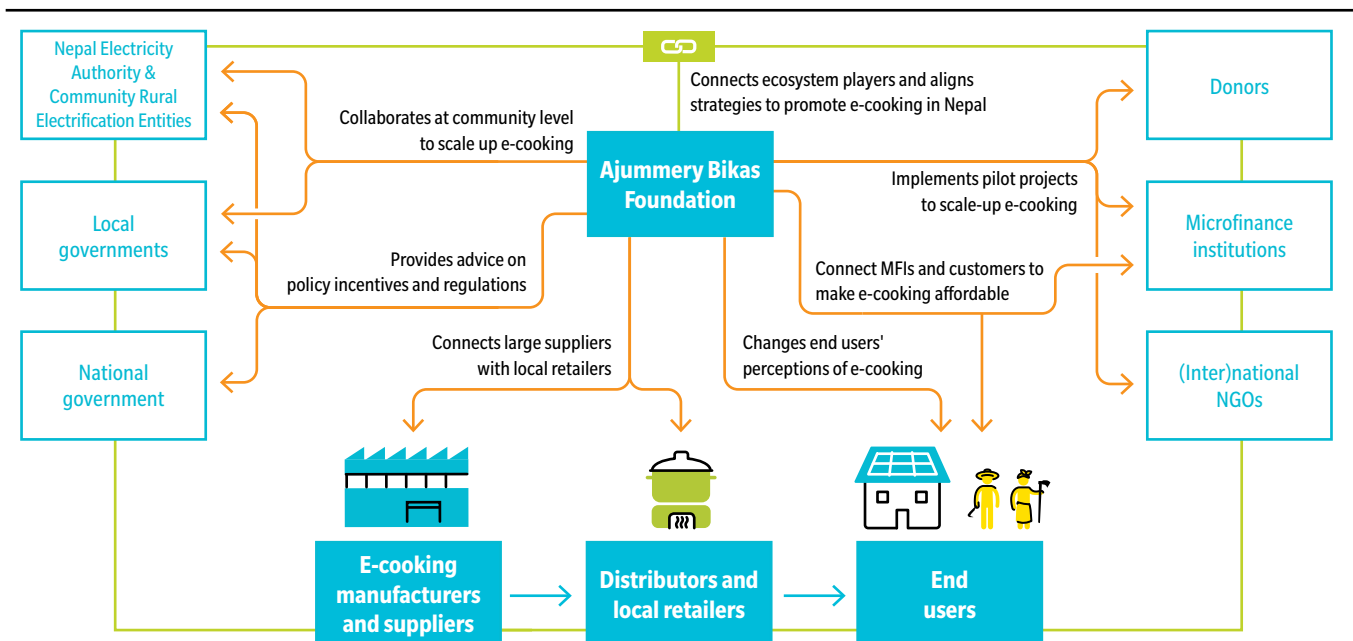 Nepal Electricity
Authority &
Community Rural
Electrification Entities
Connects ecosystem players and aligns
strategies to promote e-cooking in Nepal
Donors
Collaborates at community level
to scale up e-cooking
Ajummery Bikas
Foundation
Implements pilot projects
to scale-up e-cooking
Local
governments
Microfinance
institutions
Provides advice on
policy incentives and regulations
Connect MFIs and customers to
make e-cooking affordable
Connects large suppliers
with local retailers
Changes end users'
perceptions of e-cooking
National
government
(Inter)national
NGOs
E-cooking
manufacturers
and suppliers
Distributors and
local retailers
End
users